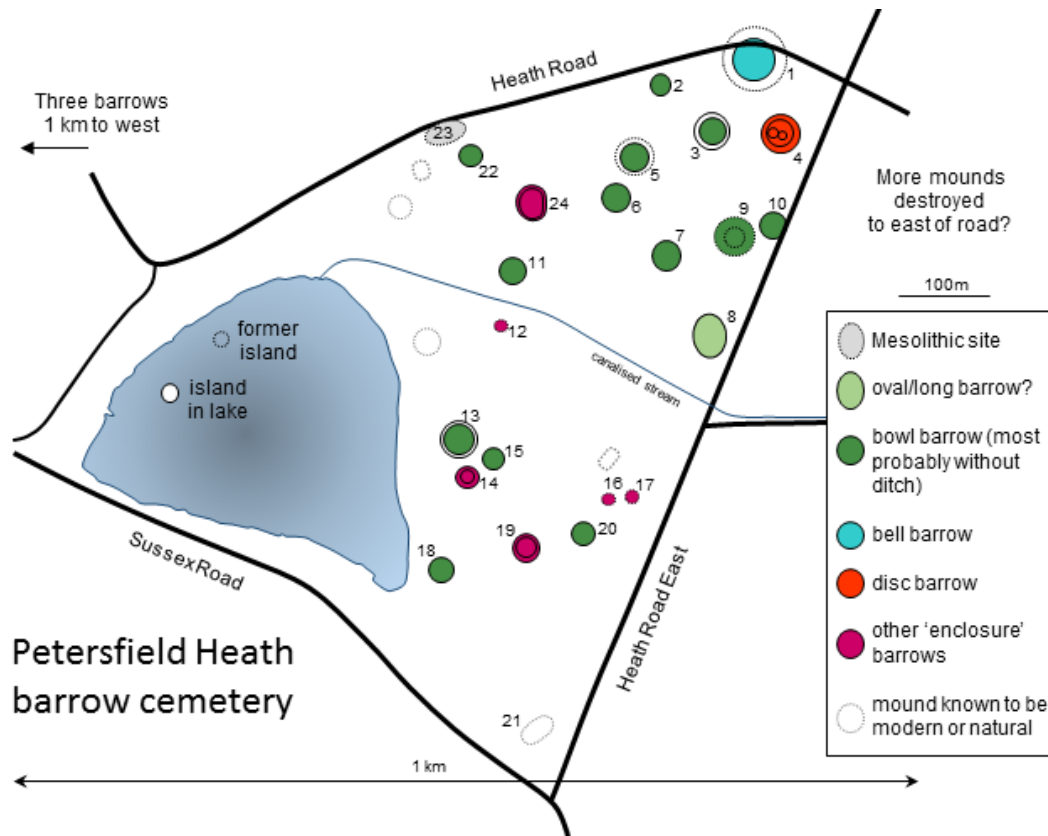 Heath Road
Three barrows
1 km to west
1
2
3
4
5
6
7
8
9
10
11
12
13
14
15
16
17
18
19
20
21
22
23
24
More mounds
destroyed
to east of road?
100m
former
island
island
in lake
canalised stream
Sussex Road
Heath Road East
Mesolithic site
oval/long barrow?
bowl barrow (most
probably without
ditch)
bell barrow
disc barrow
other ‘enclosure’
barrows
mound known to be
modern or natural
Petersfield Heath
barrow cemetery
1 km